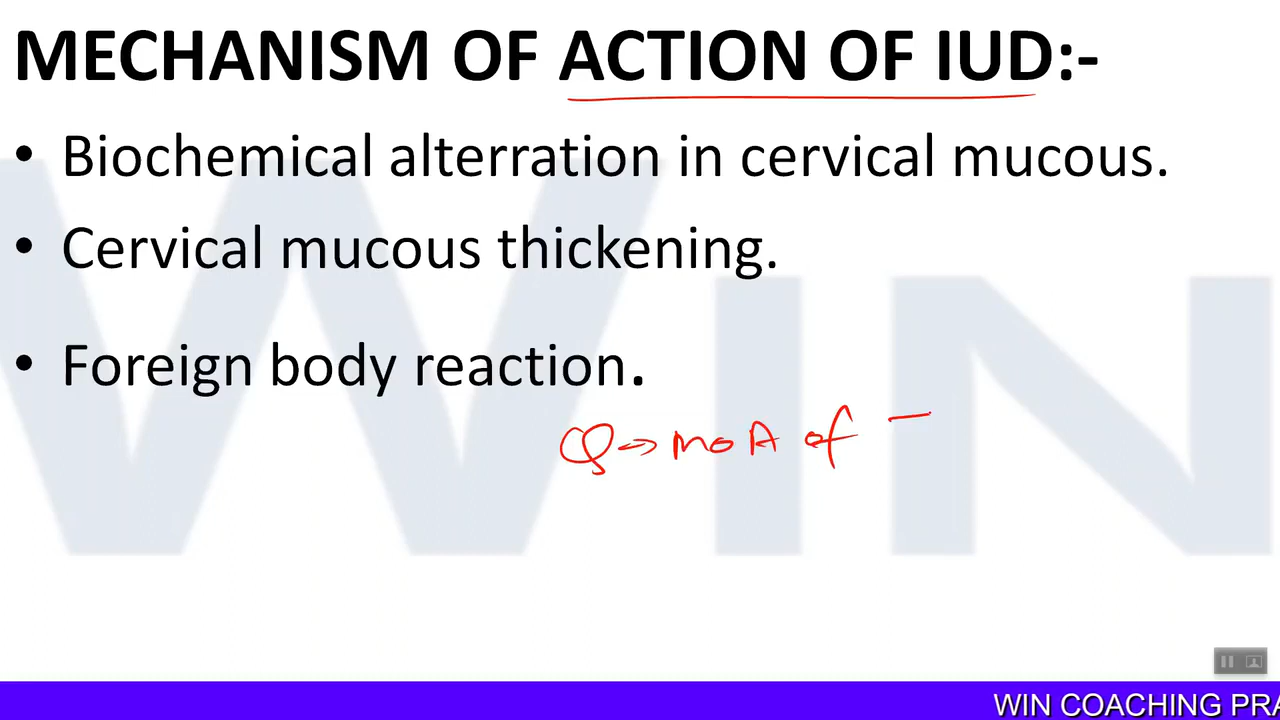 MECHANISM OF ACTION OF IUD:-
• Biochemical alterration in cervical mucous.
• Cervical mucous thickening.
• Foreign body reaction.
Q → MOA of
WIN
WIN COACHING PRA